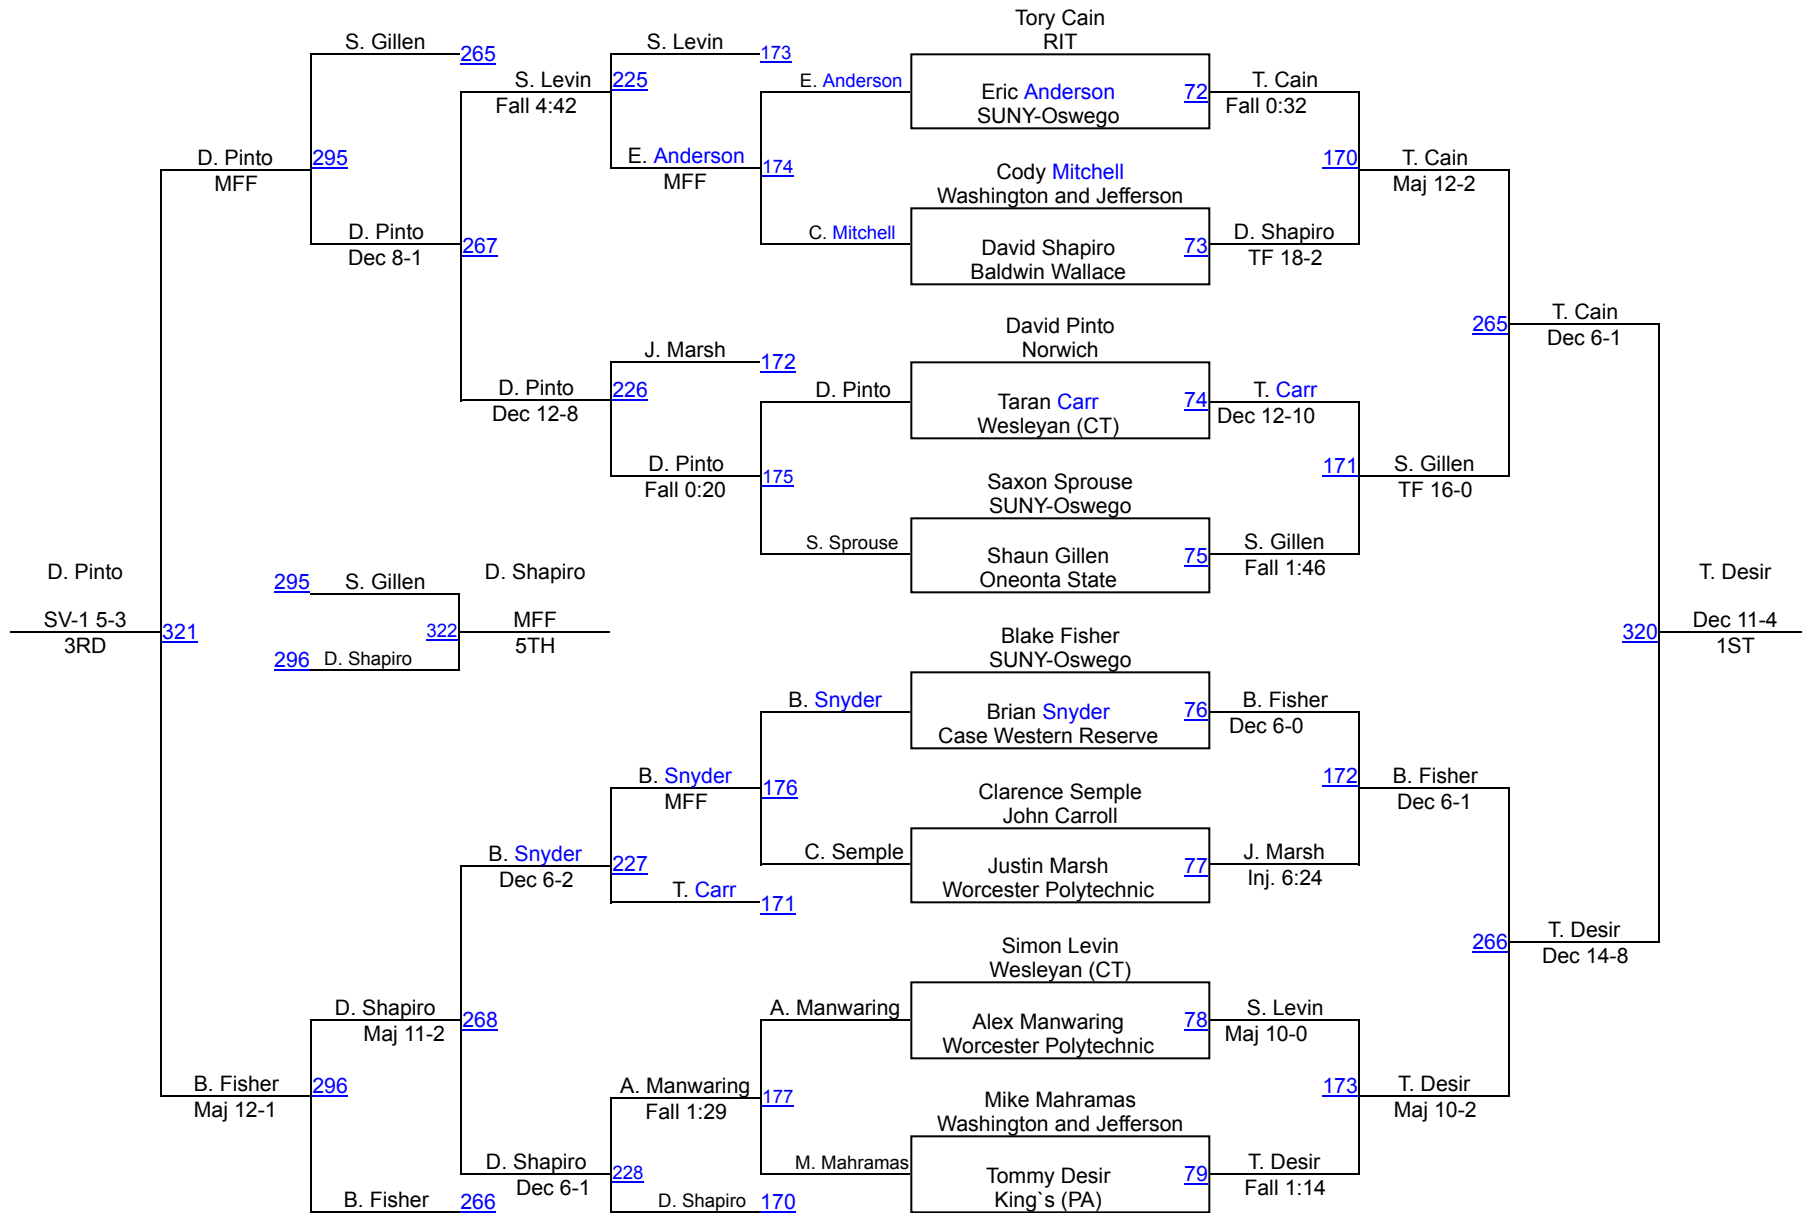 Tory Cain
RIT
S. Gillen
265
S. Levin
173
S. Levin
225
Fall 4:42
E. Anderson
Eric Anderson
72
SUNY-Oswego
T. Cain
Fall 0:32
D. Pinto
295
MFF
E. Anderson
174
MFF
Cody Mitchell
Washington and Jefferson
170
T. Cain
Maj 12-2
D. Pinto
267
Dec 8-1
C. Mitchell
David Shapiro
73
Baldwin Wallace
D. Shapiro
TF 18-2
David Pinto
Norwich
265
T. Cain
Dec 6-1
J. Marsh
172
D. Pinto
226
Dec 12-8
D. Pinto
Taran Carr
74
Wesleyan (CT)
T. Carr
Dec 12-10
D. Pinto
175
Fall 0:20
Saxon Sprouse
SUNY-Oswego
171
S. Gillen
TF 16-0
S. Sprouse
Shaun Gillen
75
Oneonta State
S. Gillen
Fall 1:46
D. Pinto
SV-1 5-3
321
3RD
295
S. Gillen
D. Shapiro
322
MFF
5TH
296
D. Shapiro
Blake Fisher
SUNY-Oswego
T. Desir
320
Dec 11-4
1ST
B. Snyder
Brian Snyder
76
Case Western Reserve
B. Fisher
Dec 6-0
B. Snyder
176
MFF
Clarence Semple
John Carroll
172
B. Fisher
Dec 6-1
B. Snyder
227
Dec 6-2
C. Semple
Justin Marsh
77
Worcester Polytechnic
J. Marsh
Inj. 6:24
T. Carr
171
Simon Levin
Wesleyan (CT)
266
T. Desir
Dec 14-8
D. Shapiro
268
Maj 11-2
A. Manwaring
Alex Manwaring
78
Worcester Polytechnic
S. Levin
Maj 10-0
B. Fisher
296
Maj 12-1
A. Manwaring
177
Fall 1:29
Mike Mahramas
Washington and Jefferson
173
T. Desir
Maj 10-2
D. Shapiro
228
Dec 6-1
M. Mahramas
Tommy Desir
79
King`s (PA)
T. Desir
Fall 1:14
B. Fisher
266
D. Shapiro
170